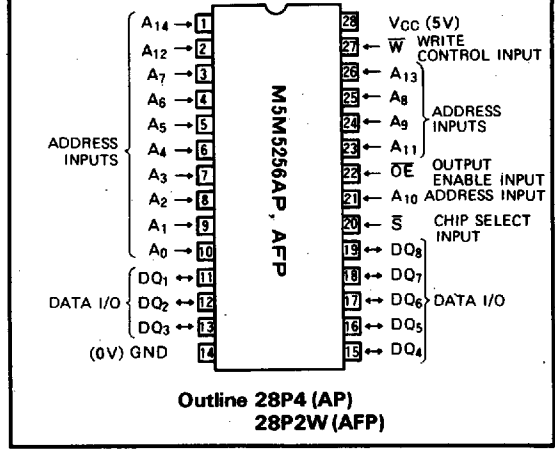 A14 → 1
A12 → 2
A7 → 3
A6 → 4
A5 → 5
A4 → 6
A3 → 7
A2 → 8
A1 → 9
A0 → 10
ADDRESS
INPUTS
DQ1 ↔ 11
DQ2 ↔ 12
DQ3 ↔ 13
DATA I/O
(0V) GND 14
M5M5256AP, AFP
28 VCC (5V)
27 ← W̅ WRITE
CONTROL INPUT
26 ← A13
25 ← A8
24 ← A9
23 ← A11
ADDRESS
INPUTS
22 ← O̅E̅ OUTPUT
ENABLE INPUT
21 ← A10 ADDRESS INPUT
20 ← S̅ CHIP SELECT
INPUT
19 ↔ DQ8
18 ↔ DQ7
17 ↔ DQ6
16 ↔ DQ5
15 ↔ DQ4
DATA I/O
Outline 28P4 (AP)
28P2W (AFP)